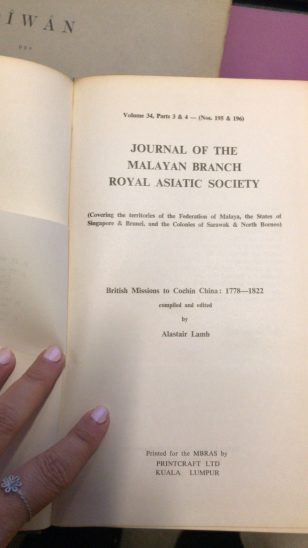 ÎWÂN
Volume 34, Parts 3 & 4 — (Nos. 195 & 196)
JOURNAL OF THE
MALAYAN BRANCH
ROYAL ASIATIC SOCIETY
(Covering the territories of the Federation of Malaya, the States of
Singapore & Brunei, and the Colonies of Sarawak & North Borneo)
British Missions to Cochin China: 1778—1822
compiled and edited
by
Alastair Lamb
Printed for the MBRAS by
PRINTCRAFT LTD
KUALA LUMPUR